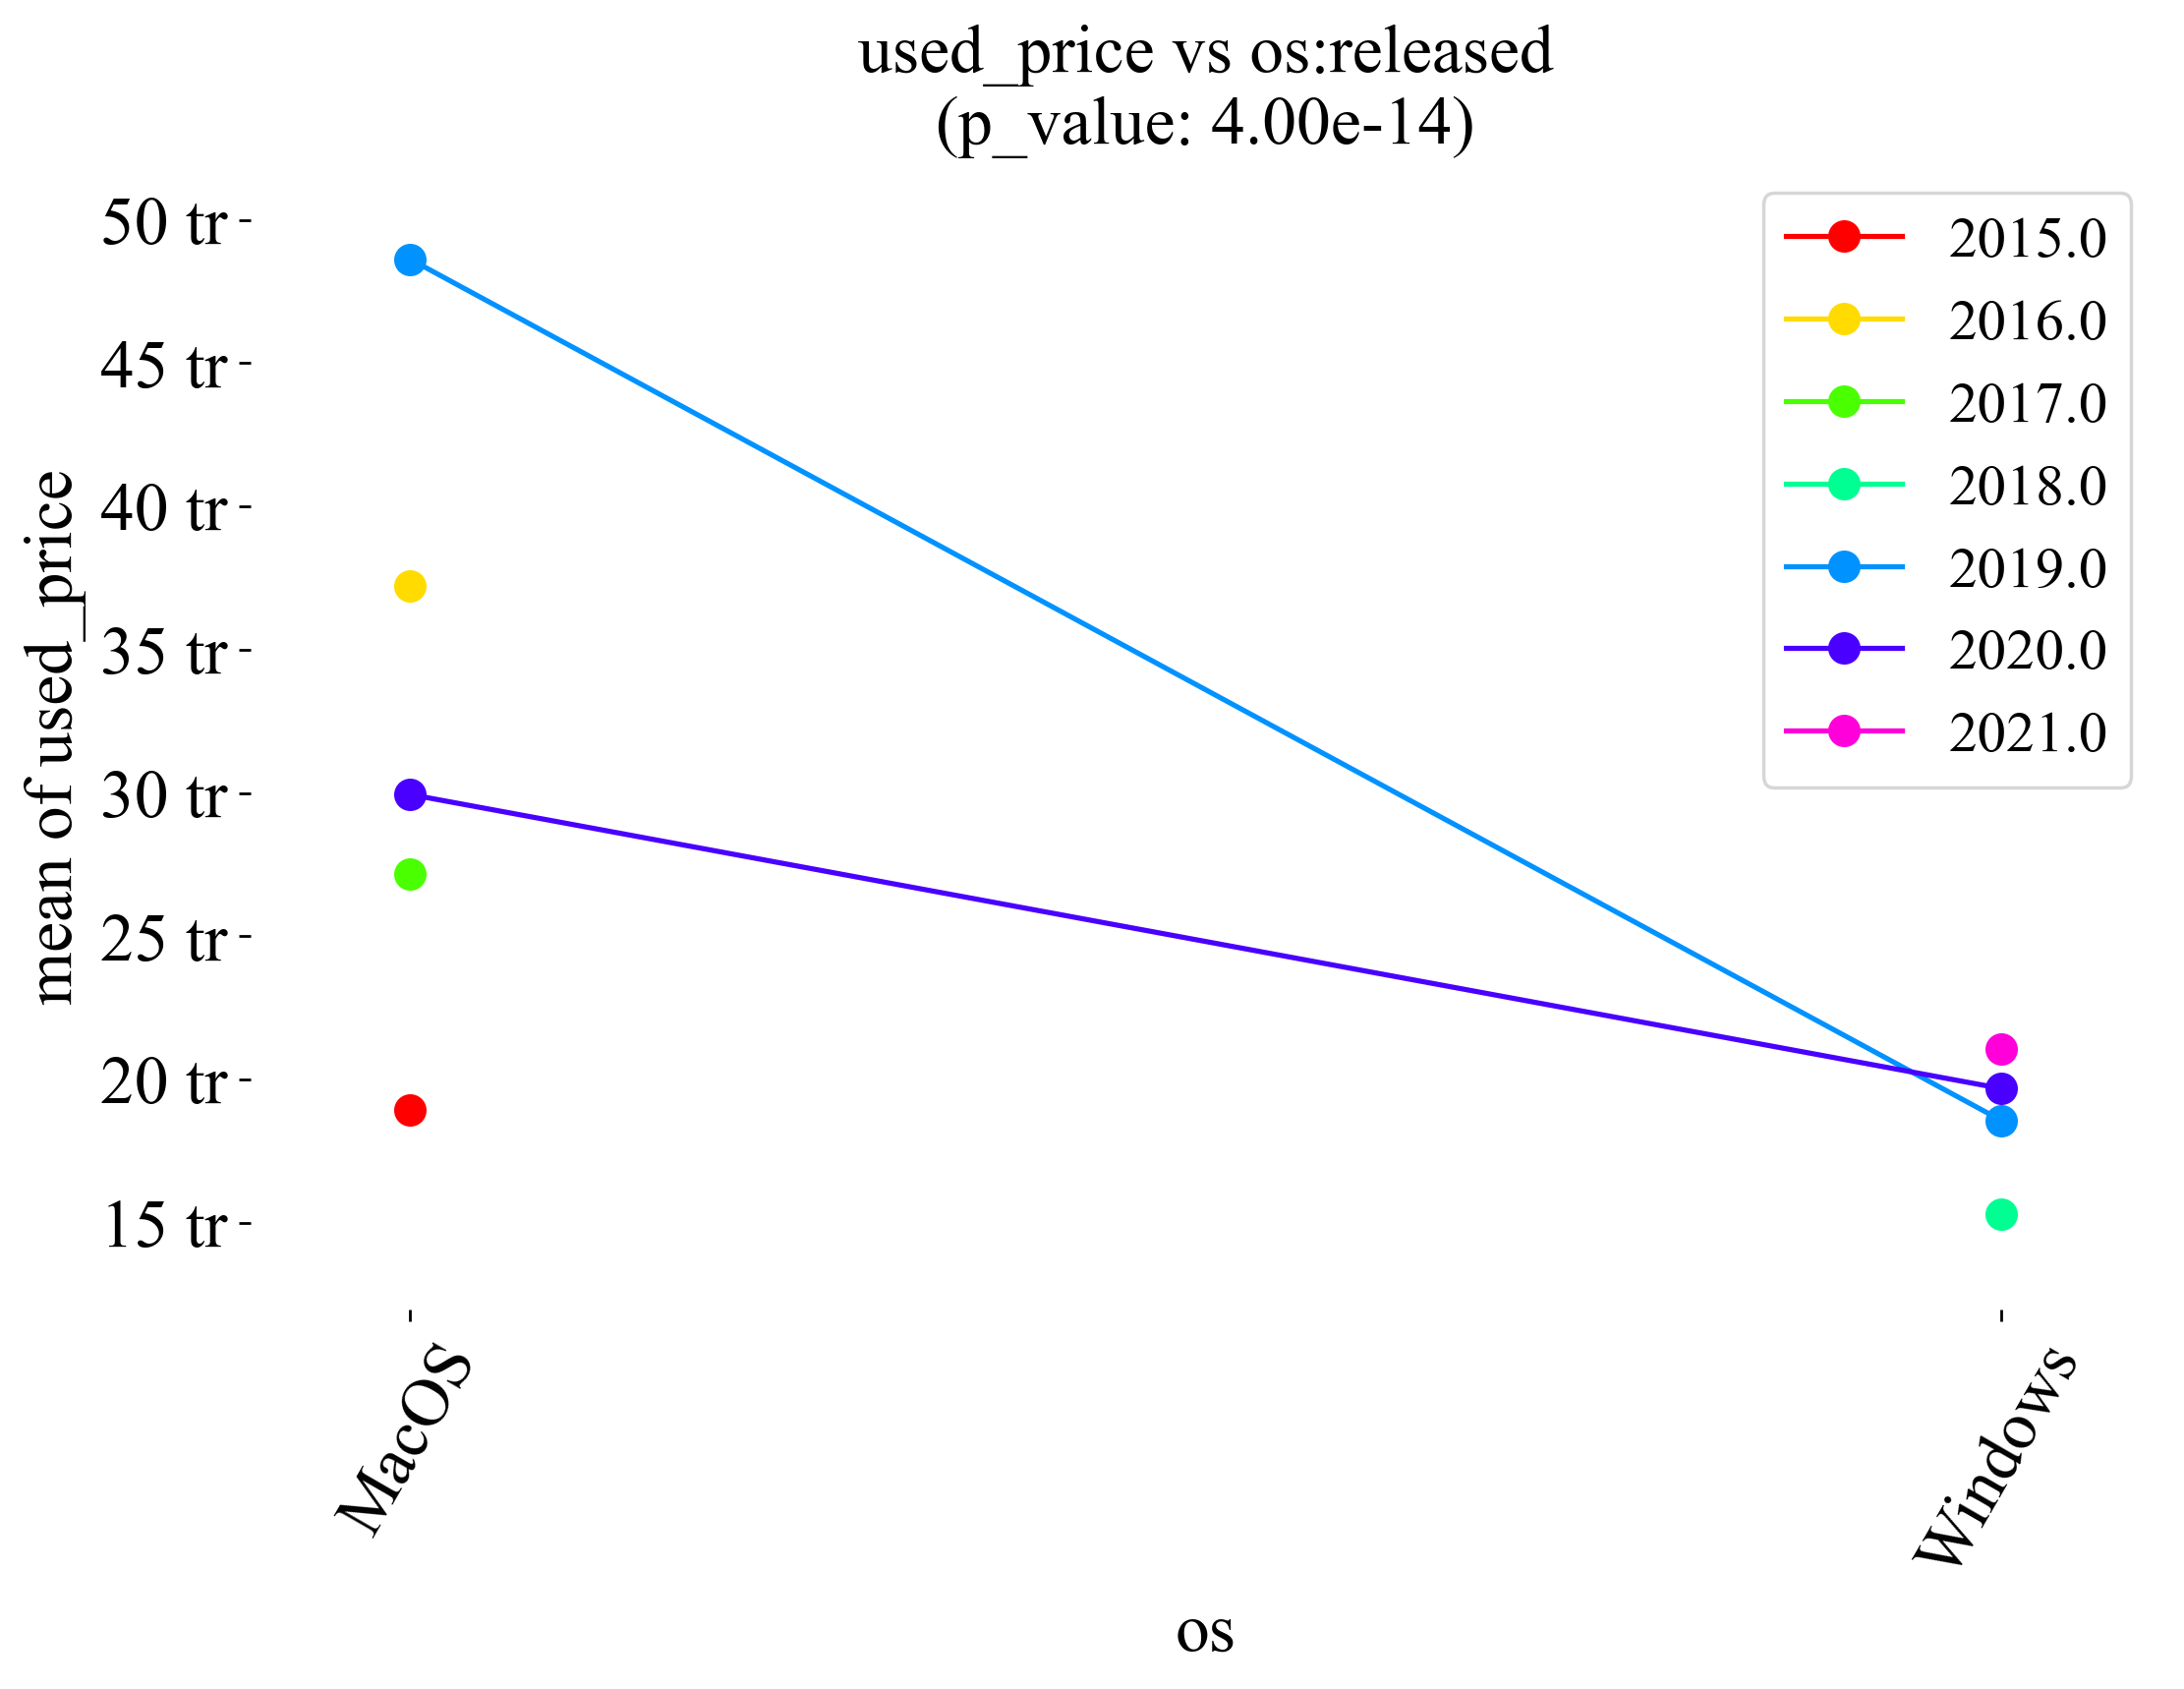 used_price vs os:released
(p_value: 4.00e-14)
50 tr
45 tr
40 tr
35 tr
30 tr
25 tr
20 tr
15 tr
mean of used_price
2015.0
2016.0
2017.0
2018.0
2019.0
2020.0
2021.0
MacOS
Windows
os